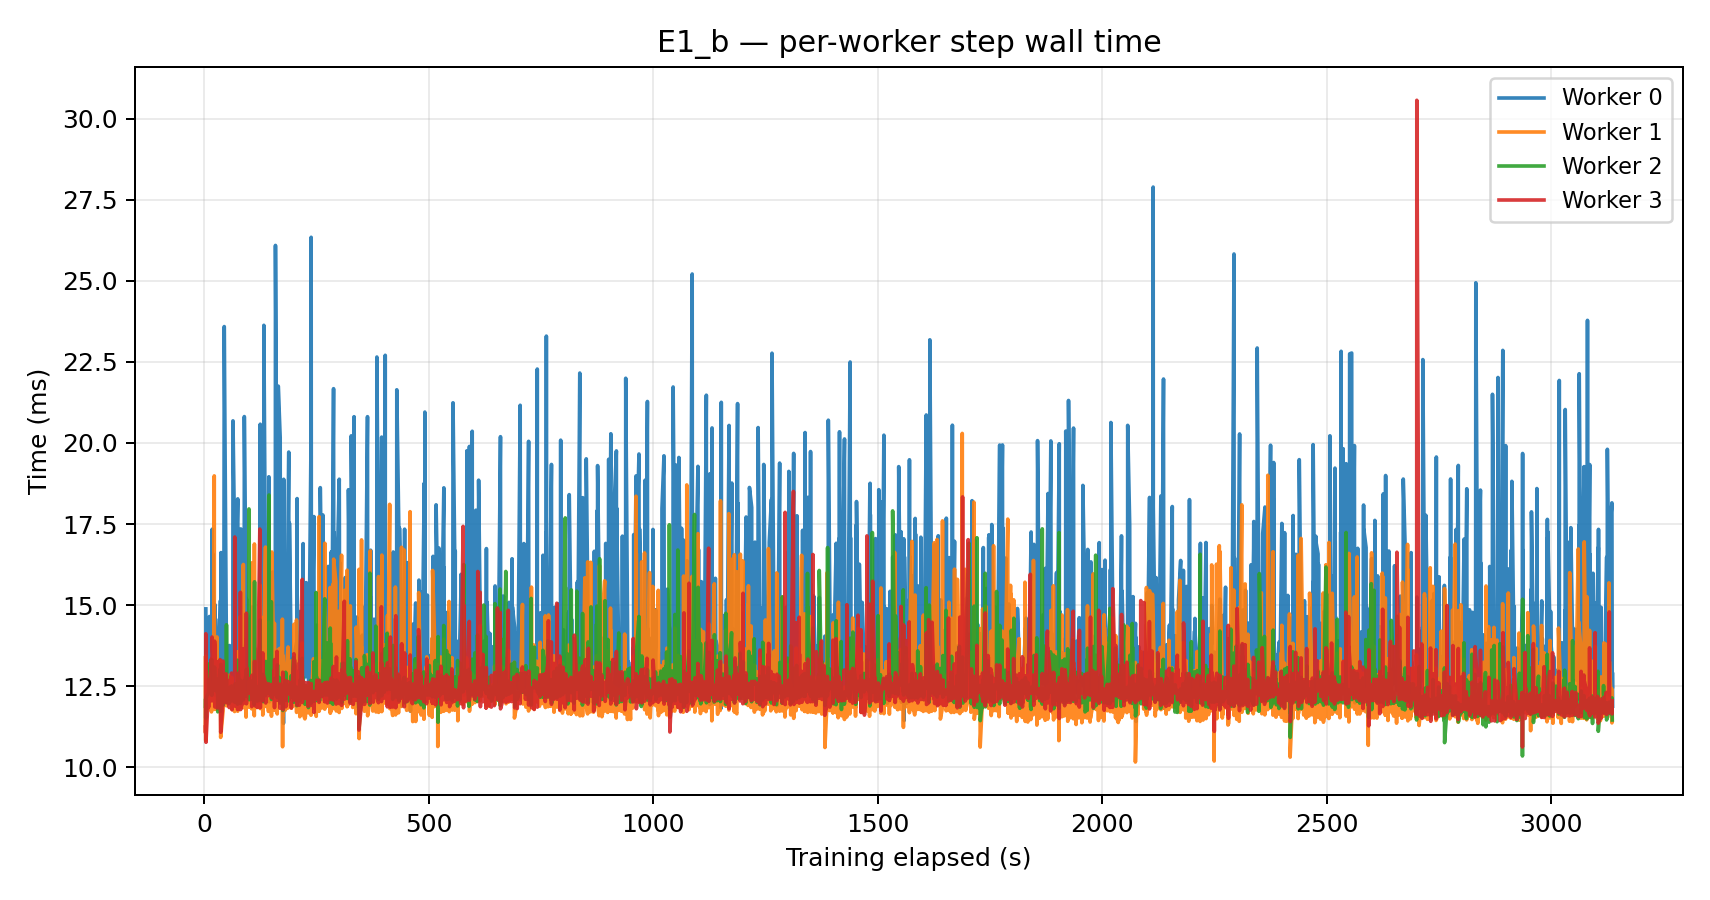 E1_b — per-worker step wall time
Worker 0
Worker 1
Worker 2
Worker 3
Time (ms)
30.0
27.5
25.0
22.5
20.0
17.5
15.0
12.5
10.0
0 500 1000 1500 2000 2500 3000
Training elapsed (s)